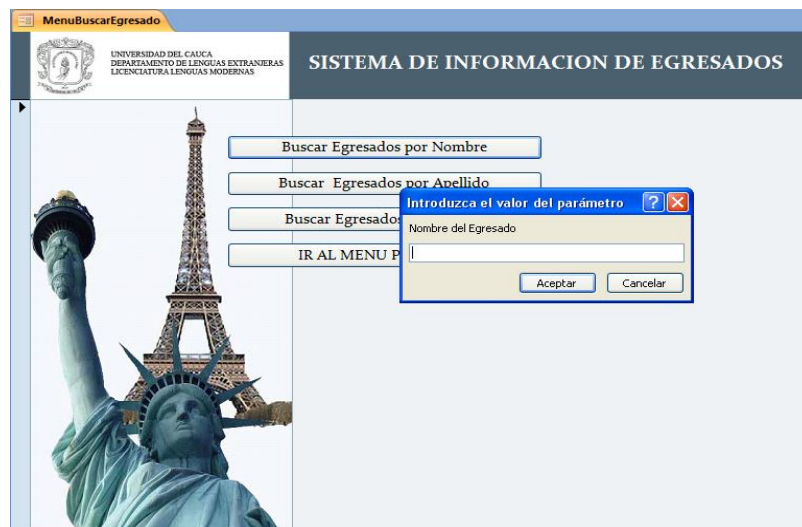 MenuBuscarEgresado
UNIVERSIDAD DEL CAUCA
DEPARTAMENTO DE LENGUAS EXTRANJERAS
LICENCIATURA LENGUAS MODERNAS
SISTEMA DE INFORMACION DE EGRESADOS
Buscar Egresados por Nombre
Buscar Egresados por Apellido
Buscar Egresados
IR AL MENU P
Introduzca el valor del parámetro
Nombre del Egresado
Aceptar
Cancelar